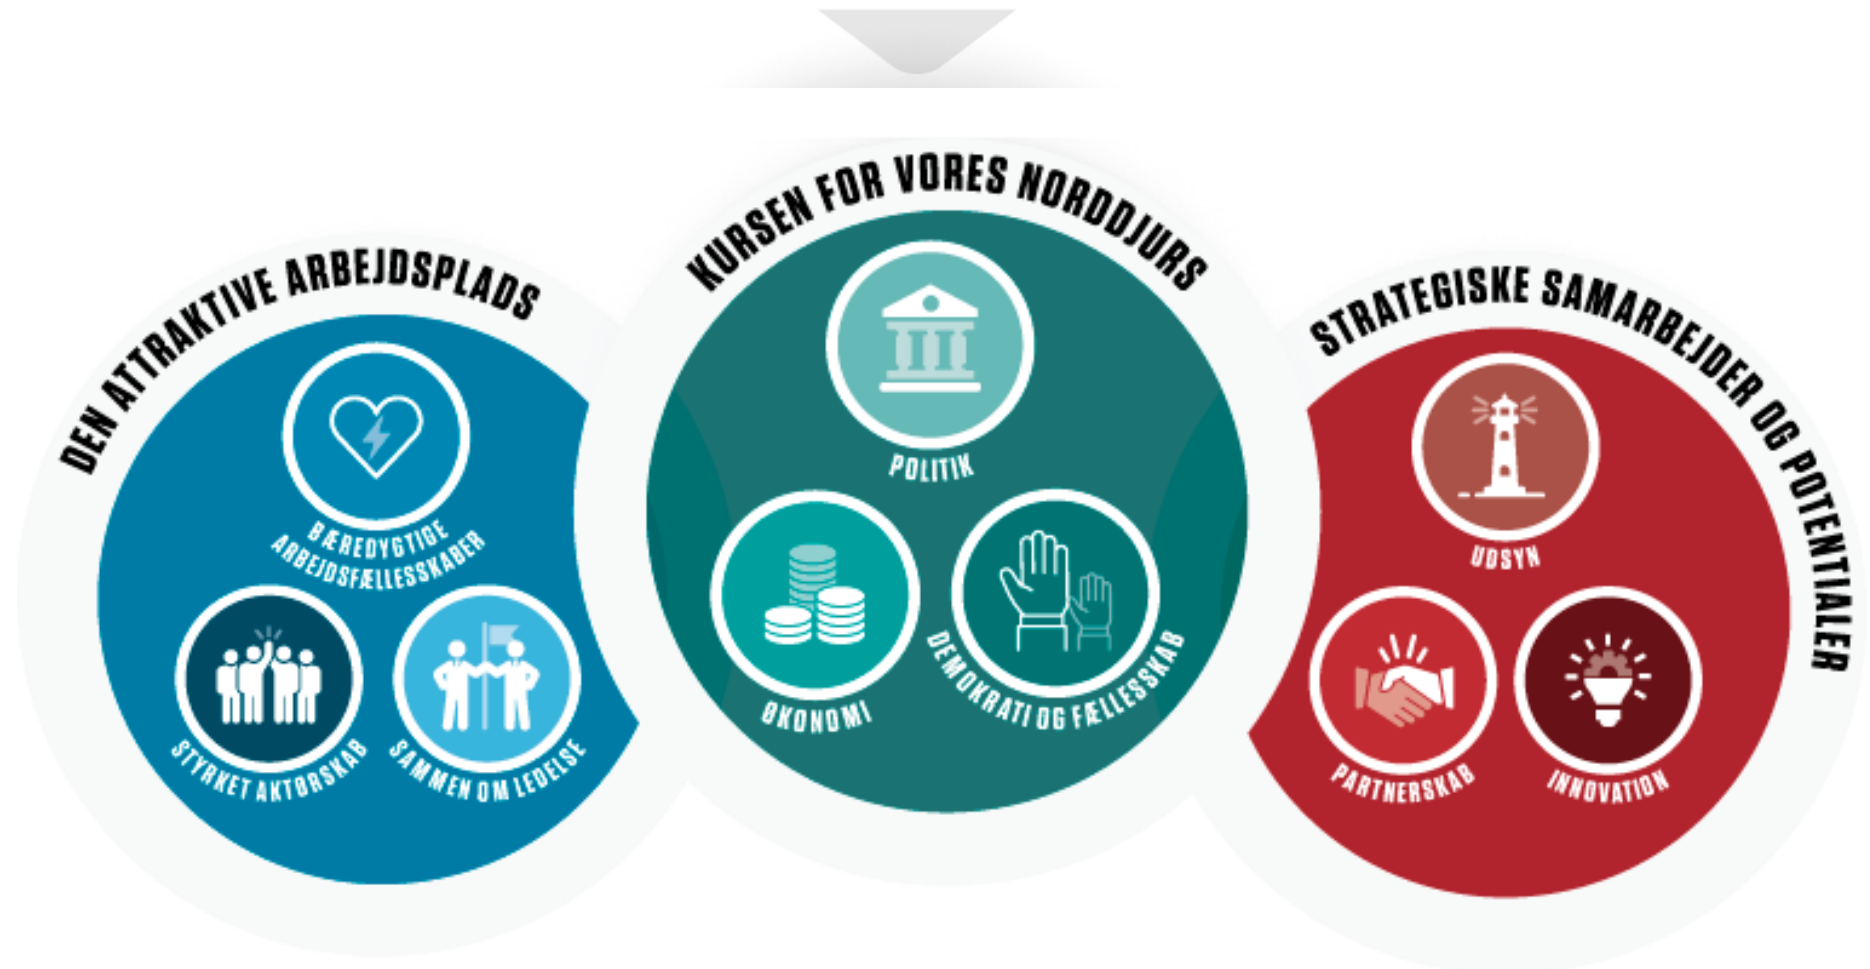 DEN ATTRAKTIVE ARBEJDSPLADS
BÆREDYGTIGE
ARBEJDSFÆLLESSKABER
STYRKET AKTØRSKAB
SAMMEN OM LEDELSE
KURSEN FOR VORES NORDDJURS
POLITIK
ØKONOMI
DEMOKRATI OG FÆLLESSKAB
STRATEGISKE SAMARBEJDER OG POTENTIALER
UDSYN
PARTNERSKAB
INNOVATION